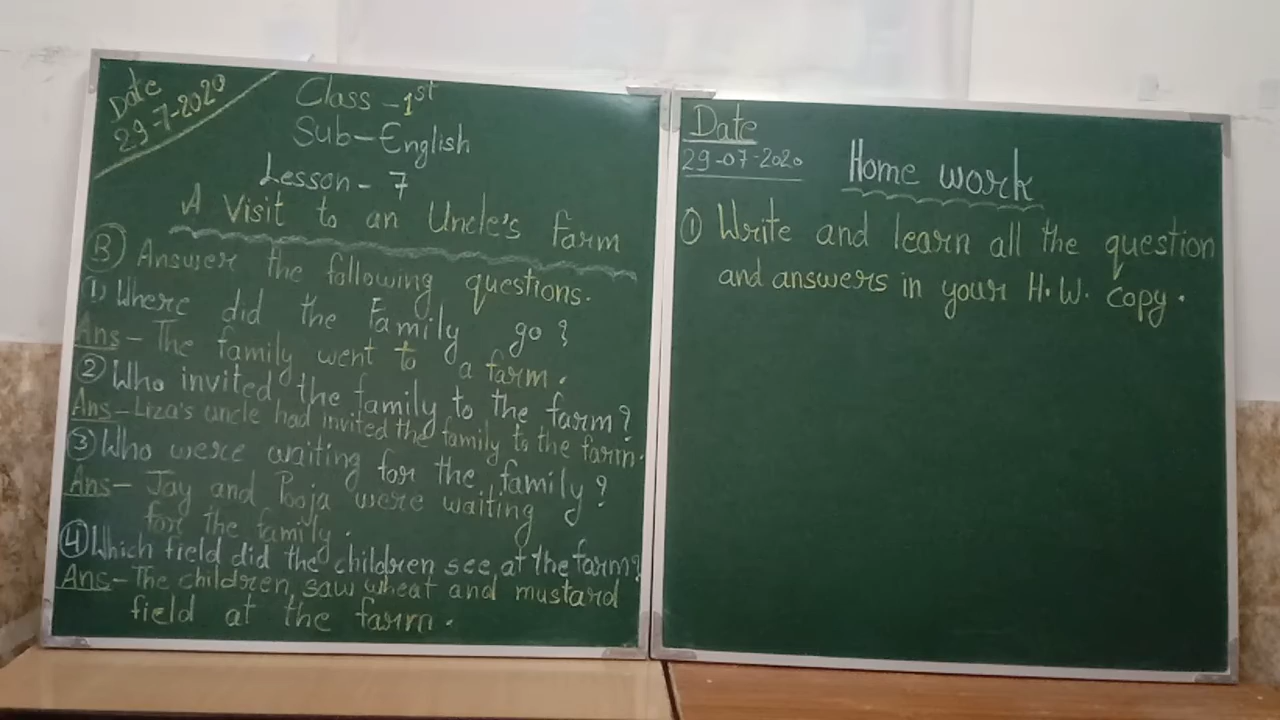 Date
29-7-2020
Class - 1st
Sub - English
Lesson - 7
A Visit to an Uncle's farm
B) Answer the following questions.
① Where did the Family go?
Ans - The family went to a farm.
② Who invited the family to the farm?
Ans - Liza's uncle had invited the family to the farm.
③ Who were waiting for the family?
Ans - Jay and Pooja were waiting
for the family.
④ Which field did the children see at the farm?
Ans - The children saw wheat and mustard
field at the farm.
Date
29-07-2020
Home work
① Write and learn all the question
and answers in your H.W. copy.